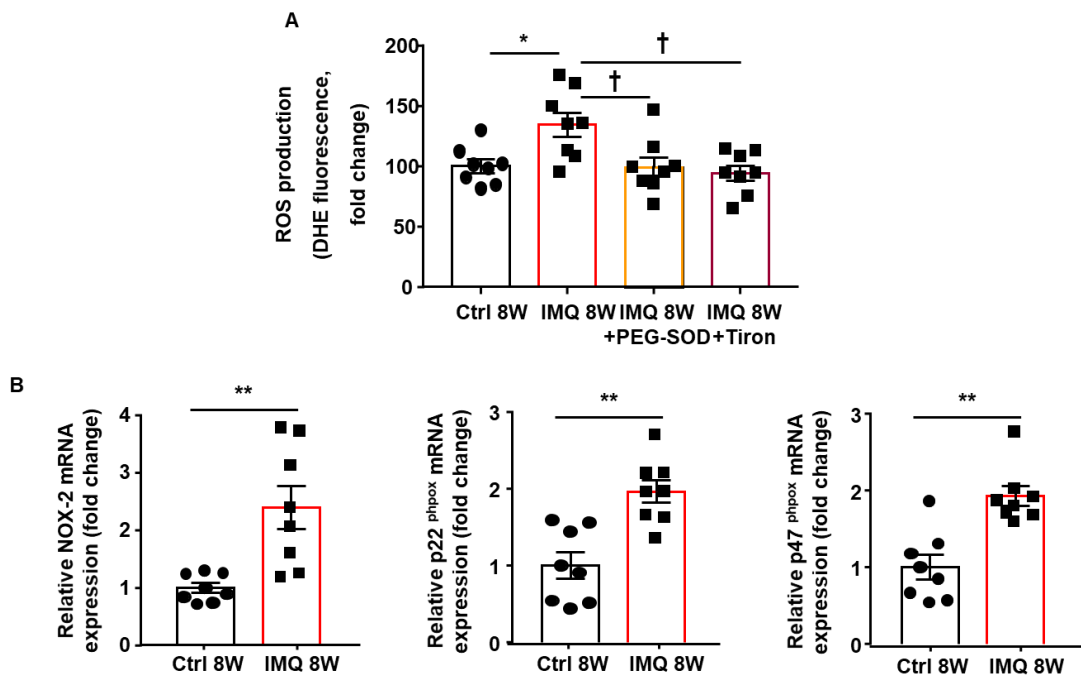 A
ROS production
(DHE fluorescence,
fold change)
200
150
100
50
0
*
†
†
Ctrl 8W
IMQ 8W
IMQ 8W
+PEG-SOD
IMQ 8W
+Tiron
B
Relative NOX-2 mRNA
expression (fold change)
4
3
2
1
0
**
Ctrl 8W
IMQ 8W
Relative p22 phpox mRNA
expression (fold change)
3
2
1
0
**
Ctrl 8W
IMQ 8W
Relative p47 phpox mRNA
expression (fold change)
3
2
1
0
**
Ctrl 8W
IMQ 8W